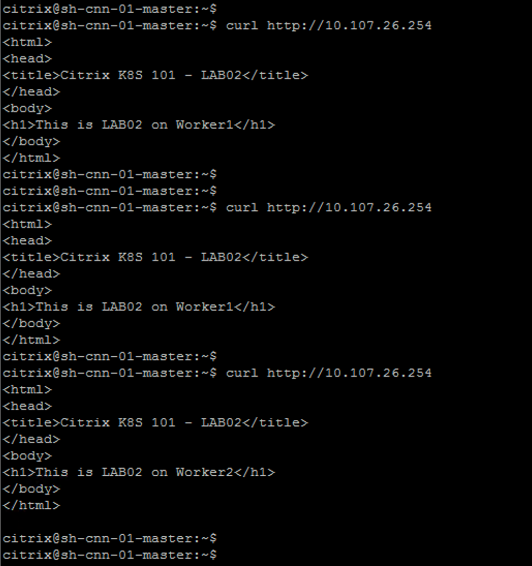 citrix@sh-cnn-01-master:~$
citrix@sh-cnn-01-master:~$ curl http://10.107.26.254
<html>
<head>
<title>Citrix K8S 101 - LAB02</title>
</head>
<body>
<h1>This is LAB02 on Worker1</h1>
</body>
</html>
citrix@sh-cnn-01-master:~$
citrix@sh-cnn-01-master:~$
citrix@sh-cnn-01-master:~$ curl http://10.107.26.254
<html>
<head>
<title>Citrix K8S 101 - LAB02</title>
</head>
<body>
<h1>This is LAB02 on Worker1</h1>
</body>
</html>
citrix@sh-cnn-01-master:~$
citrix@sh-cnn-01-master:~$ curl http://10.107.26.254
<html>
<head>
<title>Citrix K8S 101 - LAB02</title>
</head>
<body>
<h1>This is LAB02 on Worker2</h1>
</body>
</html>
citrix@sh-cnn-01-master:~$
citrix@sh-cnn-01-master:~$